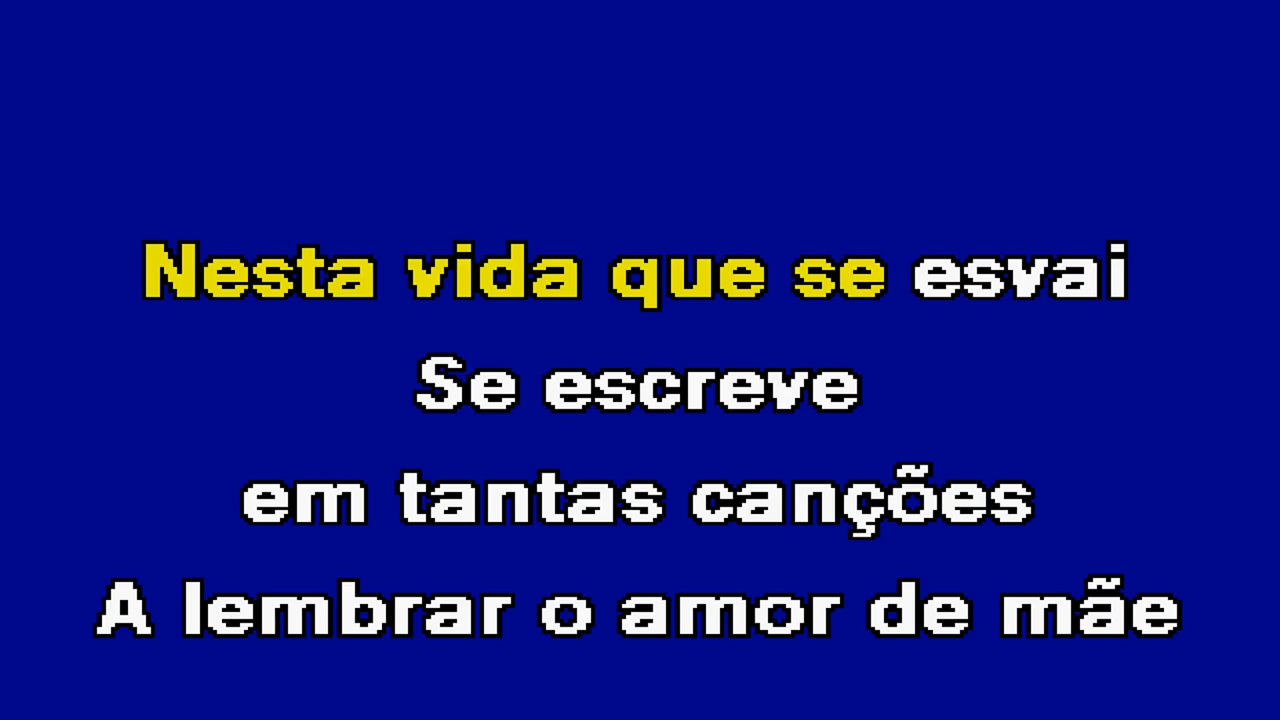 Nesta vida que se esvai
Se escreve
em tantas canções
A lembrar o amor de mãe